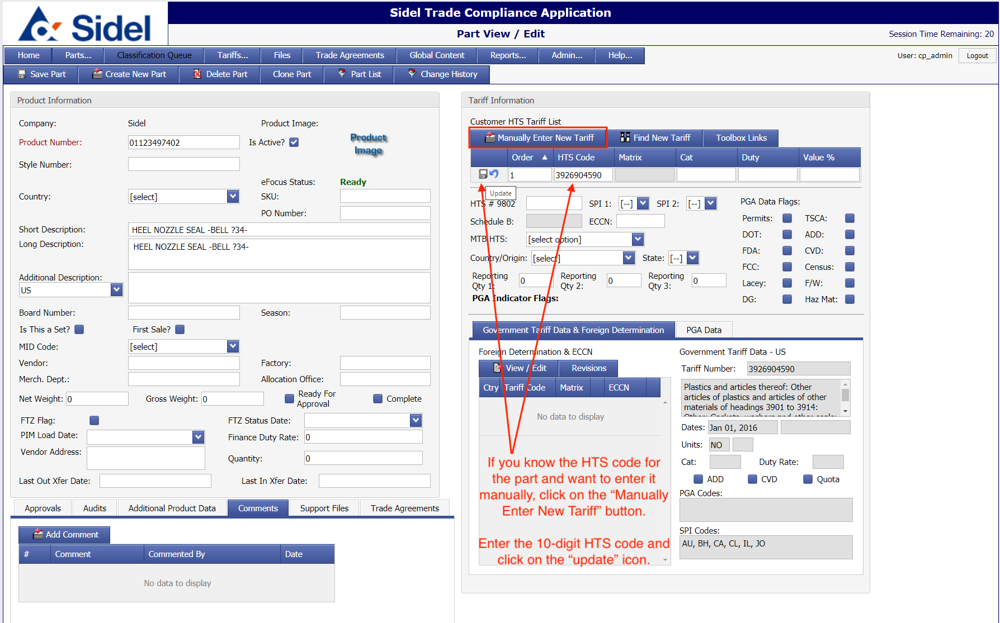 Sidel
Sidel Trade Compliance Application
Part View / Edit
Session Time Remaining: 20
Home Parts... Classification Queue Tariffs... Files Trade Agreements Global Content Reports... Admin... Help...
User: cp_admin Logout
Save Part Create New Part Delete Part Clone Part Part List Change History
Product Information
Company: Sidel Product Image:
Product Number: 01123497402 Is Active?
Product
Image
Style Number:
eFocus Status: Ready
Country: [select] SKU:
PO Number:
Short Description: HEEL NOZZLE SEAL -BELL ?34-
Long Description: HEEL NOZZLE SEAL -BELL ?34-
Additional Description:
US
Board Number: Season:
Is This a Set? First Sale?
MID Code: [select]
Vendor: Factory:
Merch. Dept.: Allocation Office:
Net Weight: 0 Gross Weight: 0 Ready For
Approval Complete
FTZ Flag: FTZ Status Date:
PIM Load Date: Finance Duty Rate: 0
Vendor Address:
Quantity: 0
Last Out Xfer Date: Last In Xfer Date:
Approvals Audits Additional Product Data Comments Support Files Trade Agreements
Add Comment
# Comment Commented By Date
No data to display
Tariff Information
Customer HTS Tariff List
Manually Enter New Tariff Find New Tariff Toolbox Links
Order HTS Code Matrix Cat Duty Value %
1 3926904590
Update
HTS # 9802 SPI 1: [--] SPI 2: [--]
Schedule B: ECCN:
MTB HTS: [select option]
Country/Origin: [select] State: [--]
Reporting
Qty 1: 0
Reporting
Qty 2: 0
Reporting
Qty 3: 0
PGA Indicator Flags:
PGA Data Flags:
Permits: TSCA:
DOT: ADD:
FDA: CVD:
FCC: Census:
Lacey: F/W:
DG: Haz Mat:
Government Tariff Data & Foreign Determination PGA Data
Foreign Determination & ECCN
View / Edit Revisions
Ctry Tariff Code Matrix ECCN
No data to display
If you know the HTS code for
the part and want to enter it
manually, click on the “Manually
Enter New Tariff” button.
Enter the 10-digit HTS code and
click on the “update” icon.
Government Tariff Data - US
Tariff Number: 3926904590
Plastics and articles thereof: Other
articles of plastics and articles of other
materials of headings 3901 to 3914:
Other: Gaskets, washers and other seals:
Dates: Jan 01, 2016
Units: NO
Cat: Duty Rate:
ADD CVD Quota
PGA Codes:
SPI Codes:
AU, BH, CA, CL, IL, JO